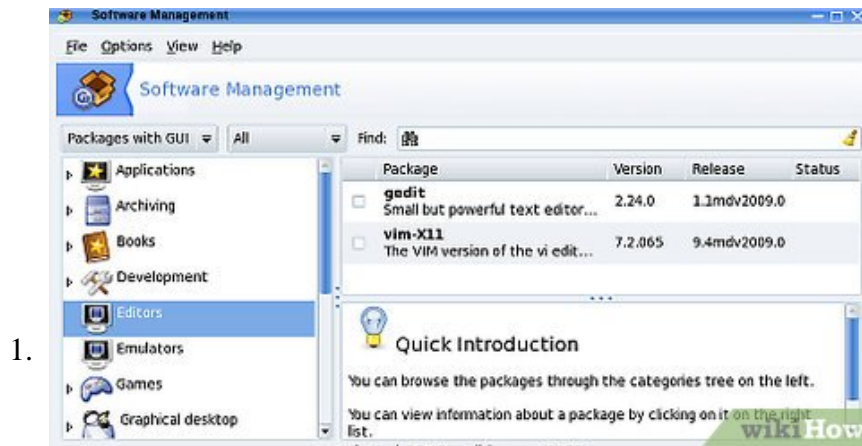 Software Management
File Options View Help
Software Management
Packages with GUI All Find:
Applications
Archiving
Books
Development
Editors
Emulators
Games
Graphical desktop
Package Version Release Status
gedit
Small but powerful text editor... 2.24.0 1.1mdv2009.0
vim-X11
The VIM version of the vi edit... 7.2.065 9.4mdv2009.0
Quick Introduction
You can browse the packages through the categories tree on the left.
You can view information about a package by clicking on it on the right
list.
1.
wikiHow